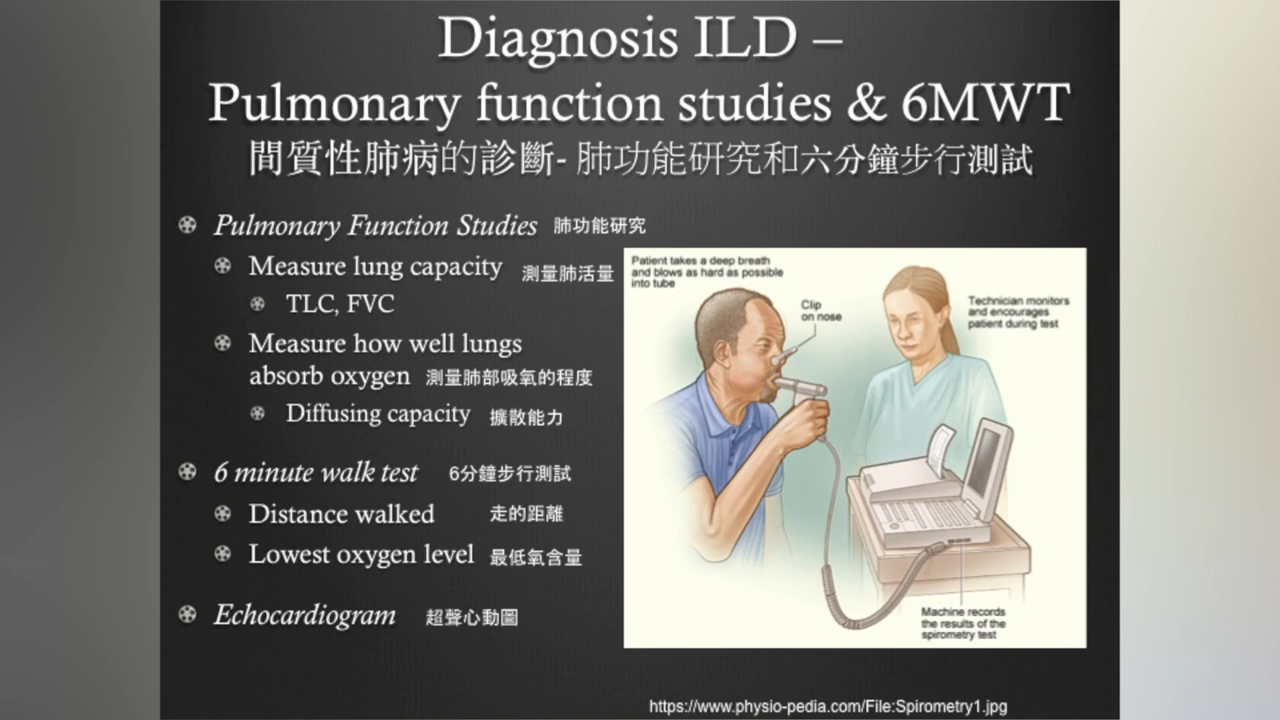 Diagnosis ILD –
Pulmonary function studies & 6MWT
間質性肺病的診斷- 肺功能研究和六分鐘步行測試
Pulmonary Function Studies 肺功能研究
Measure lung capacity 測量肺活量
TLC, FVC
Measure how well lungs
absorb oxygen 測量肺部吸氧的程度
Diffusing capacity 擴散能力
6 minute walk test 6分鐘步行測試
Distance walked 走的距離
Lowest oxygen level 最低氧含量
Echocardiogram 超聲心動圖
Patient takes a deep breath
and blows as hard as possible
into tube
Clip
on nose
Technician monitors
and encourages
patient during test
Machine records
the results of the
spirometry test
https://www.physio-pedia.com/File:Spirometry1.jpg